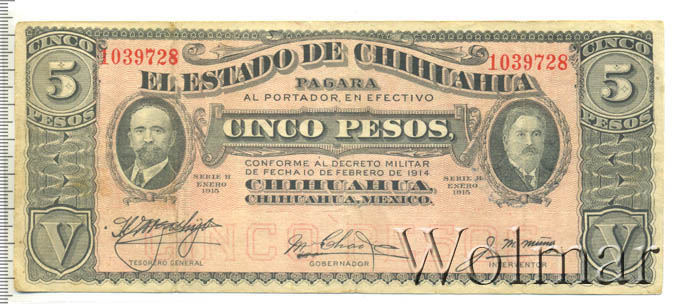 CINCO 5 PESOS
1039728 1039728
CINCO 5 PESOS
EL ESTADO DE CHIHUAHUA
PAGARA
AL PORTADOR, EN EFECTIVO
CINCO PESOS,
CONFORME AL DECRETO MILITAR
DE FECHA 10 DE FEBRERO DE 1914.
SERIE H
ENERO
1915
SERIE H
ENERO
1915
CHIHUAHUA,
CHIHUAHUA, MEXICO.
CINCO PESOS
V V
TESORERO GENERAL
GOBERNADOR
INTERVENTOR
Wolmar